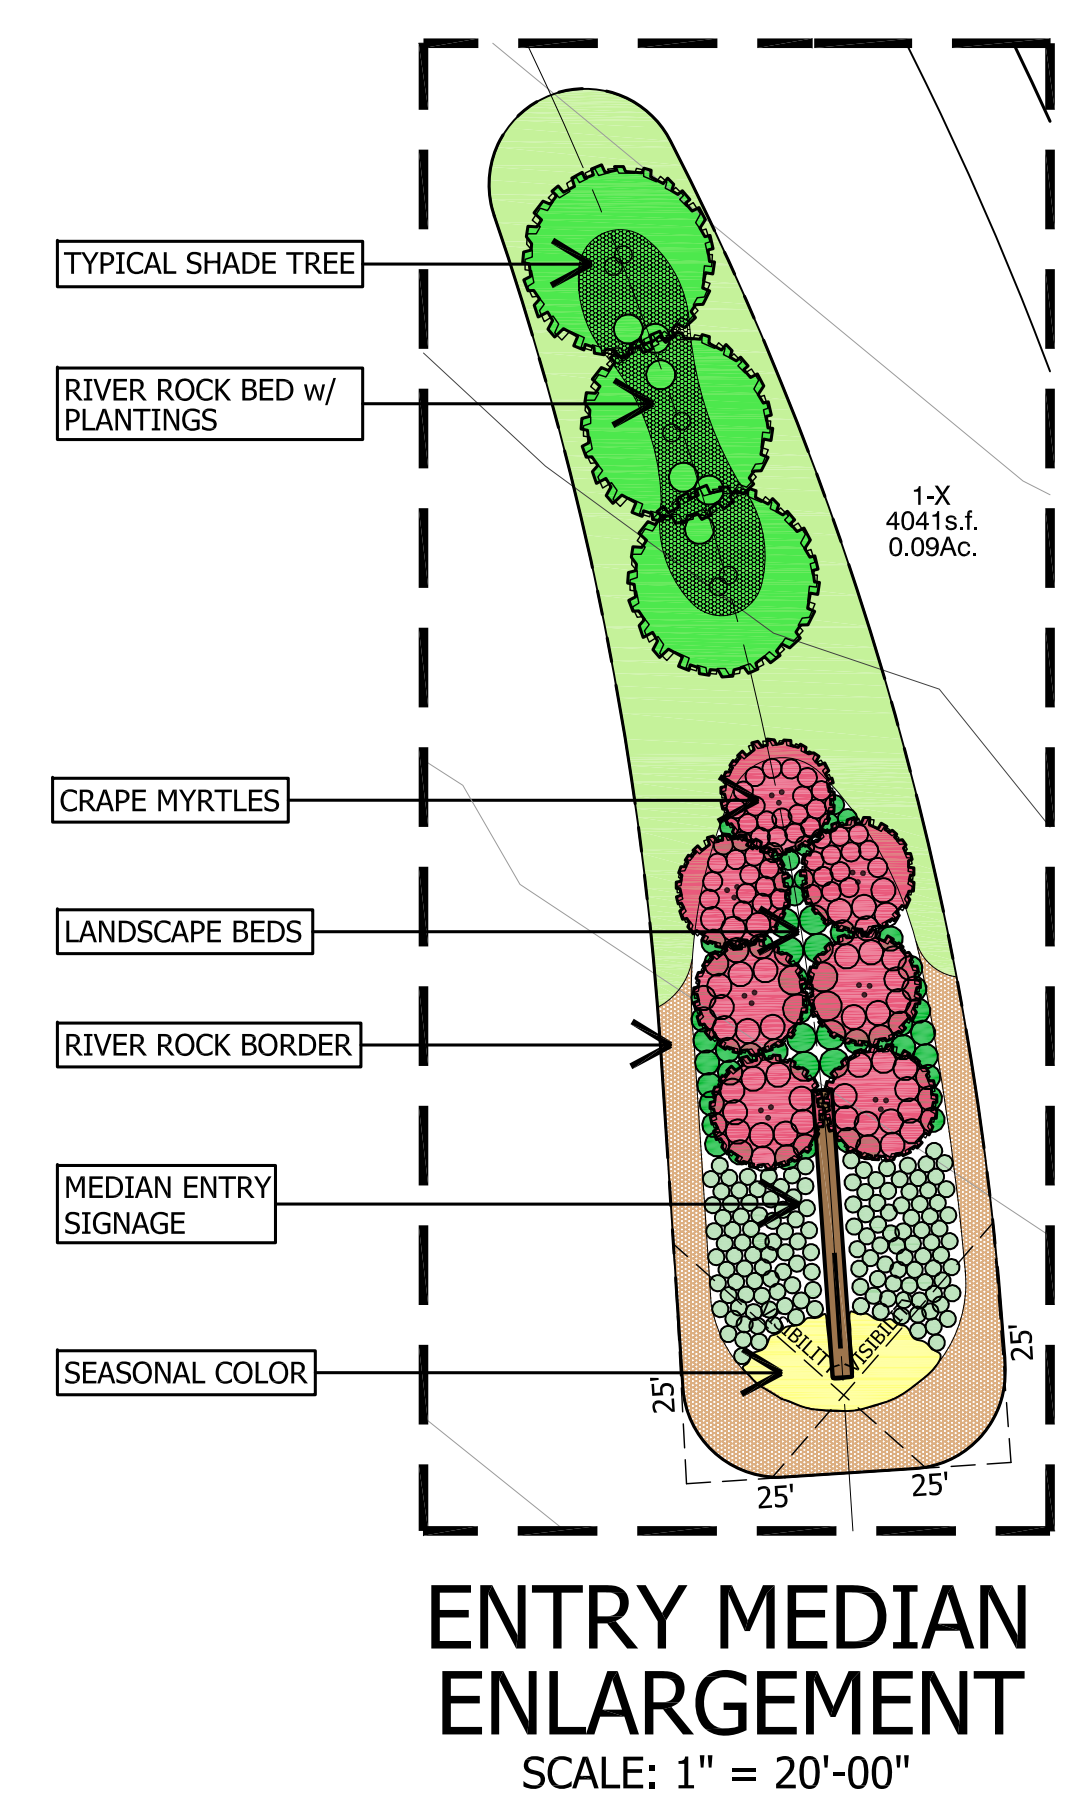 TYPICAL SHADE TREE
RIVER ROCK BED w/
PLANTINGS
1-X
4041s.f.
0.09Ac.
CRAPE MYRTLES
LANDSCAPE BEDS
RIVER ROCK BORDER
MEDIAN ENTRY
SIGNAGE
SEASONAL COLOR
25'
25'
25'
25'
ENTRY MEDIAN
ENLARGEMENT
SCALE: 1" = 20'-00"